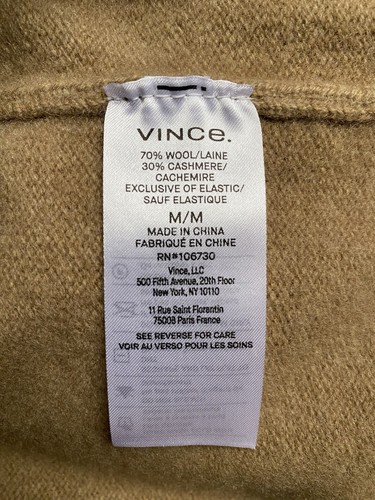 VINCE.
70% WOOL/LAINE
30% CASHMERE/
CACHEMIRE
EXCLUSIVE OF ELASTIC/
SAUF ELASTIQUE
M/M
MADE IN CHINA
FABRIQUÉ EN CHINE
RN#106730
Vince, LLC
500 Fifth Avenue, 20th Floor
New York, NY 10110
11 Rue Saint Florentin
75008 Paris France
SEE REVERSE FOR CARE
VOIR AU VERSO POUR LES SOINS